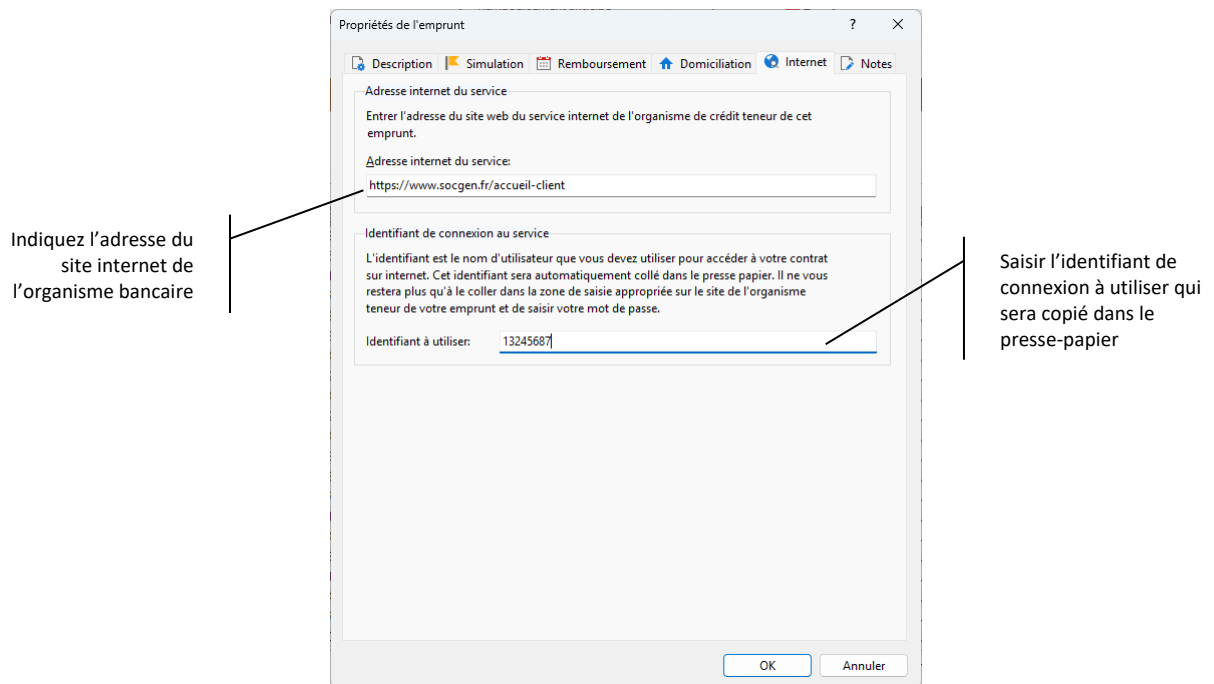 Propriétés de l'emprunt
?
Description
Simulation
Remboursement
Domiciliation
Internet
Notes
Adresse internet du service
Entrer l'adresse du site web du service internet de l'organisme de crédit teneur de cet
emprunt.
Adresse internet du service:
https://www.socgen.fr/accueil-client
Identifiant de connexion au service
L'identifiant est le nom d'utilisateur que vous devez utiliser pour accéder à votre contrat
sur internet. Cet identifiant sera automatiquement collé dans le presse papier. Il ne vous
restera plus qu'à le coller dans la zone de saisie appropriée sur le site de l'organisme
teneur de votre emprunt et de saisir votre mot de passe.
Identifiant à utiliser:
13245687
OK
Annuler
Indiquez l’adresse du
site internet de
l’organisme bancaire
Saisir l’identifiant de
connexion à utiliser qui
sera copié dans le
presse-papier